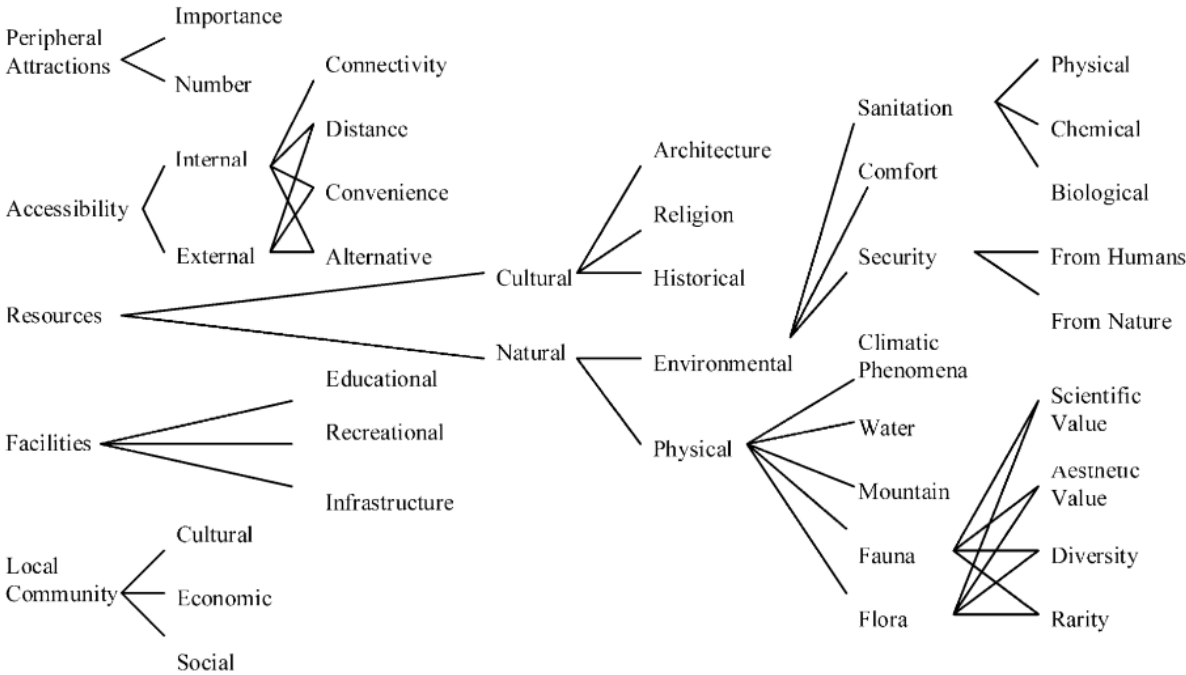 Peripheral
Attractions
Importance
Number
Accessibility
Internal
External
Connectivity
Distance
Convenience
Alternative
Resources
Cultural
Natural
Architecture
Religion
Historical
Environmental
Physical
Sanitation
Comfort
Security
Climatic
Phenomena
Water
Mountain
Fauna
Flora
Physical
Chemical
Biological
From Humans
From Nature
Scientific
Value
Aesthetic
Value
Diversity
Rarity
Facilities
Educational
Recreational
Infrastructure
Local
Community
Cultural
Economic
Social